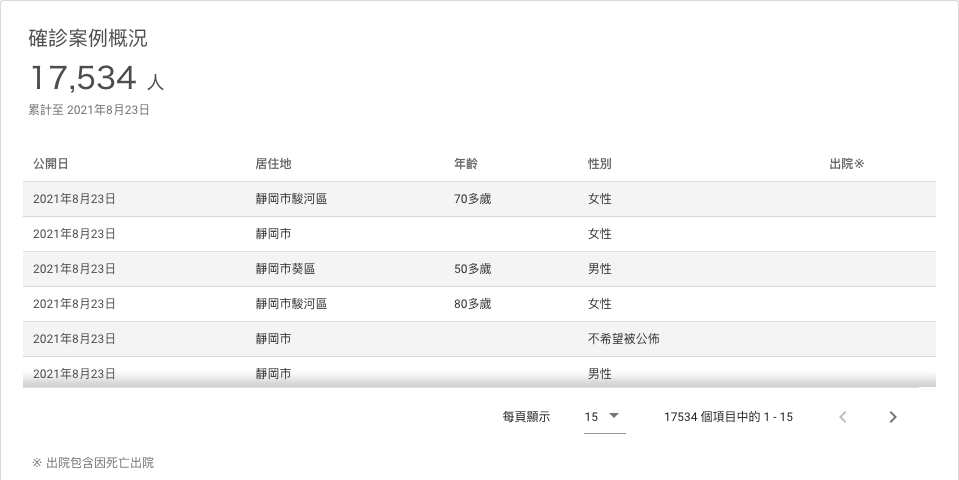 確診案例概況
17,534 人
累計至 2021年8月23日
公開日 居住地 年齡 性別 出院※
2021年8月23日 靜岡市駿河區 70多歲 女性
2021年8月23日 靜岡市 女性
2021年8月23日 靜岡市葵區 50多歲 男性
2021年8月23日 靜岡市駿河區 80多歲 女性
2021年8月23日 靜岡市 不希望被公佈
2021年8月23日 靜岡市 男性
每頁顯示 15 17534 個項目中的 1 - 15
※ 出院包含因死亡出院